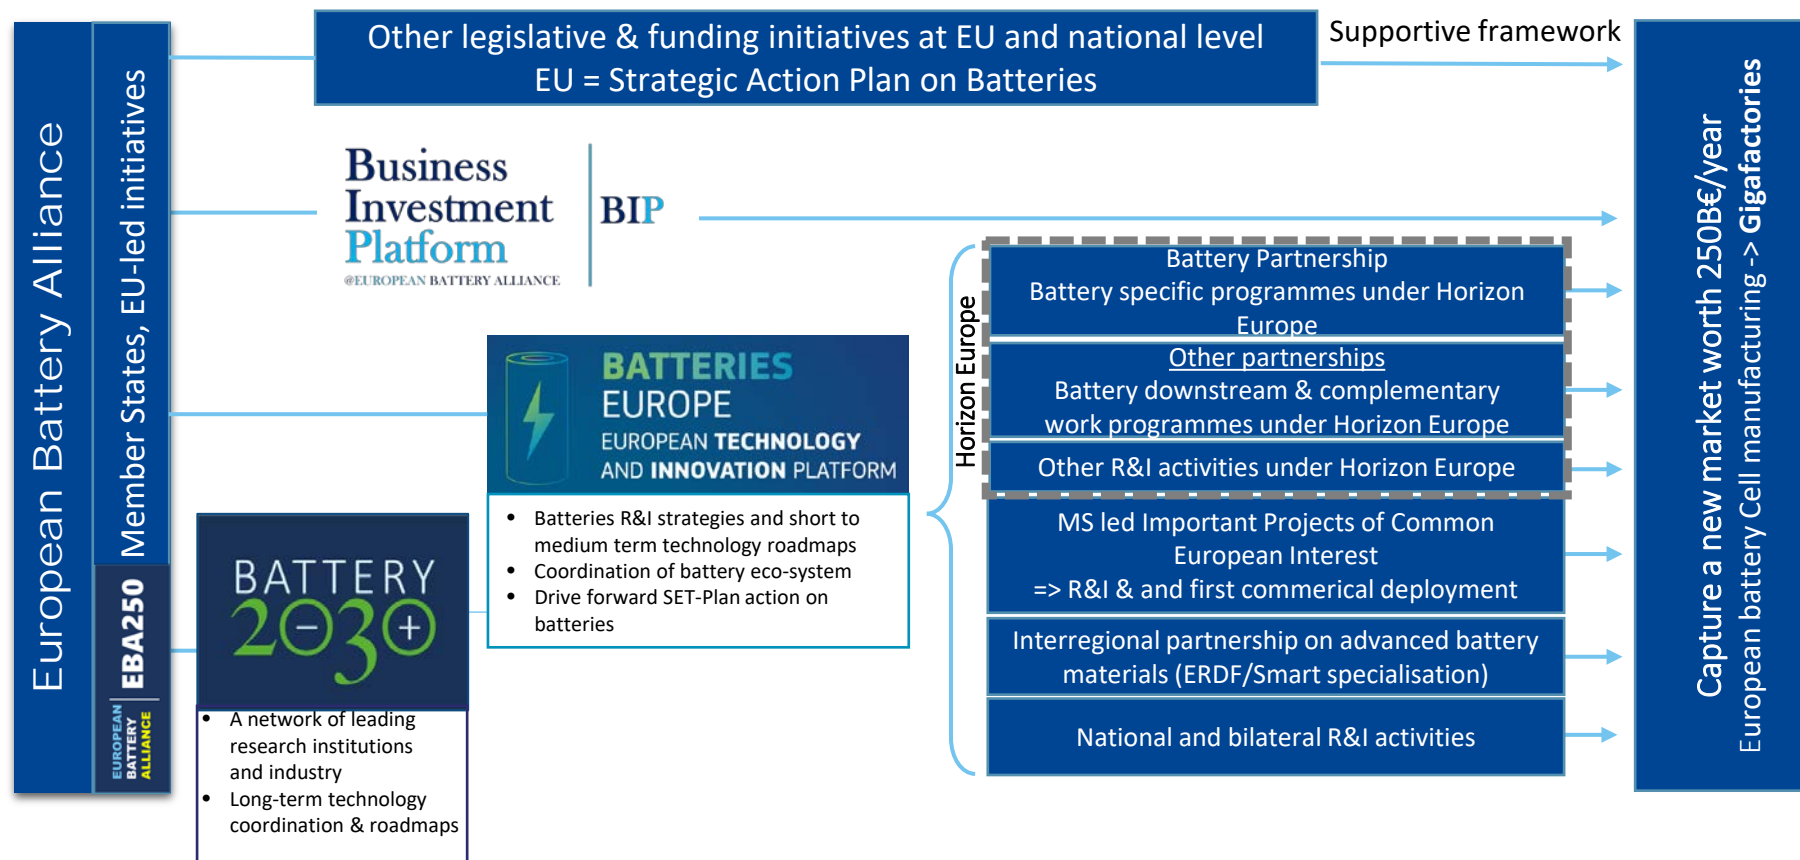 European Battery Alliance
Member States, EU-led initiatives
EBA250
EUROPEAN
BATTERY
ALLIANCE
Other legislative & funding initiatives at EU and national level
EU = Strategic Action Plan on Batteries
Supportive framework
Business
Investment
Platform
@EUROPEAN BATTERY ALLIANCE
BIP
BATTERIES
EUROPE
EUROPEAN TECHNOLOGY
AND INNOVATION PLATFORM
• Batteries R&I strategies and short to
medium term technology roadmaps
• Coordination of battery eco-system
• Drive forward SET-Plan action on
batteries
BATTERY
2030
• A network of leading
research institutions
and industry
• Long-term technology
coordination & roadmaps
Horizon Europe
Battery Partnership
Battery specific programmes under Horizon
Europe
Other partnerships
Battery downstream & complementary
work programmes under Horizon Europe
Other R&I activities under Horizon Europe
MS led Important Projects of Common
European Interest
=> R&I & and first commerical deployment
Interregional partnership on advanced battery
materials (ERDF/Smart specialisation)
National and bilateral R&I activities
Capture a new market worth 250B€/year
European battery Cell manufacturing -> Gigafactories